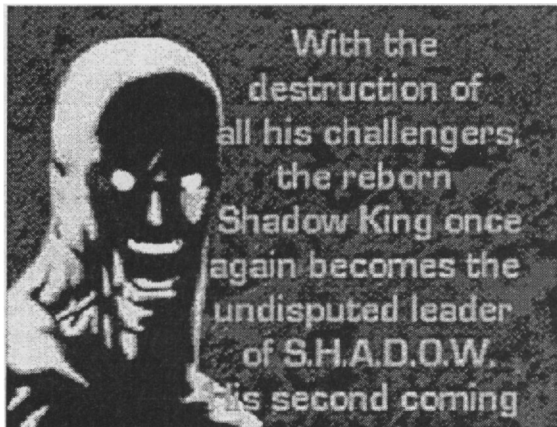 With the
destruction of
all his challengers,
the reborn
Shadow King once
again becomes the
undisputed leader
of S.H.A.D.O.W.
His second coming